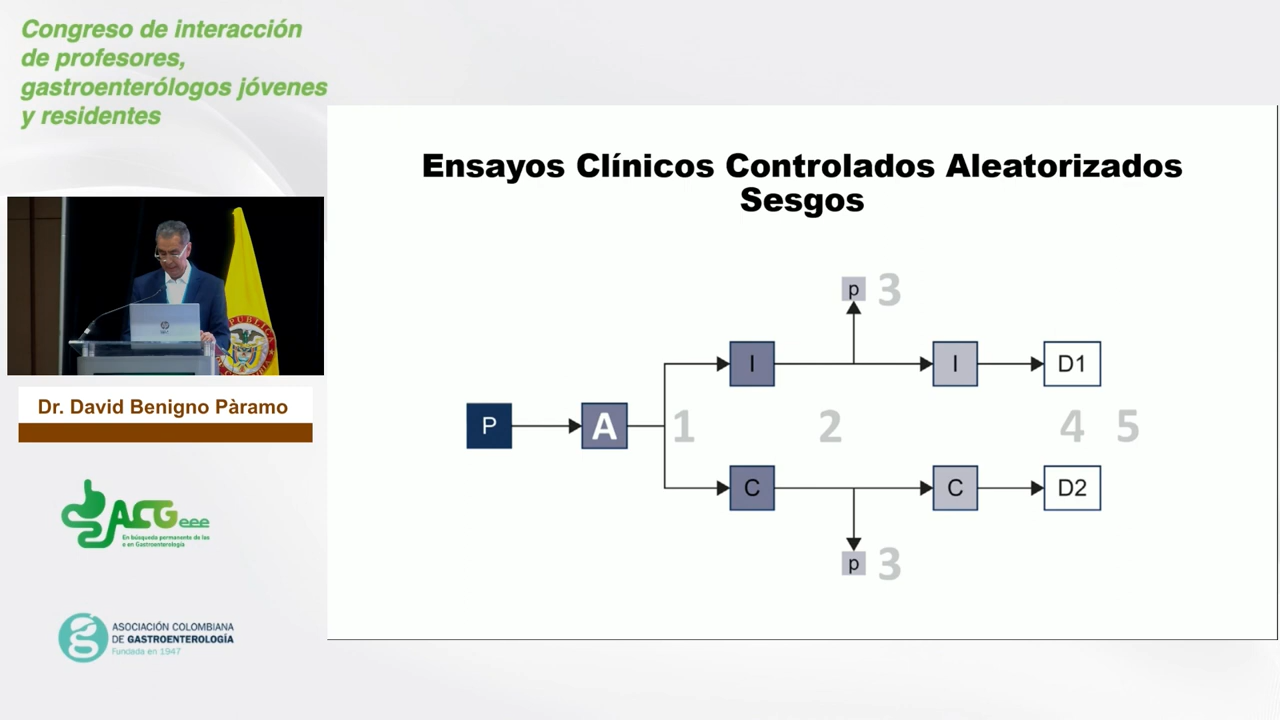 Congreso de interacción
de profesores,
gastroenterólogos jóvenes
y residentes
Ensayos Clínicos Controlados Aleatorizados
Sesgos
p 3
I I D1
P A 1 2 4 5
C C D2
p 3
hp
Dr. David Benigno Pàramo
ACGeee
En búsqueda permanente de las
e en Gastroenterología
g ASOCIACIÓN COLOMBIANA
DE GASTROENTEROLOGÍA
Fundada en 1947